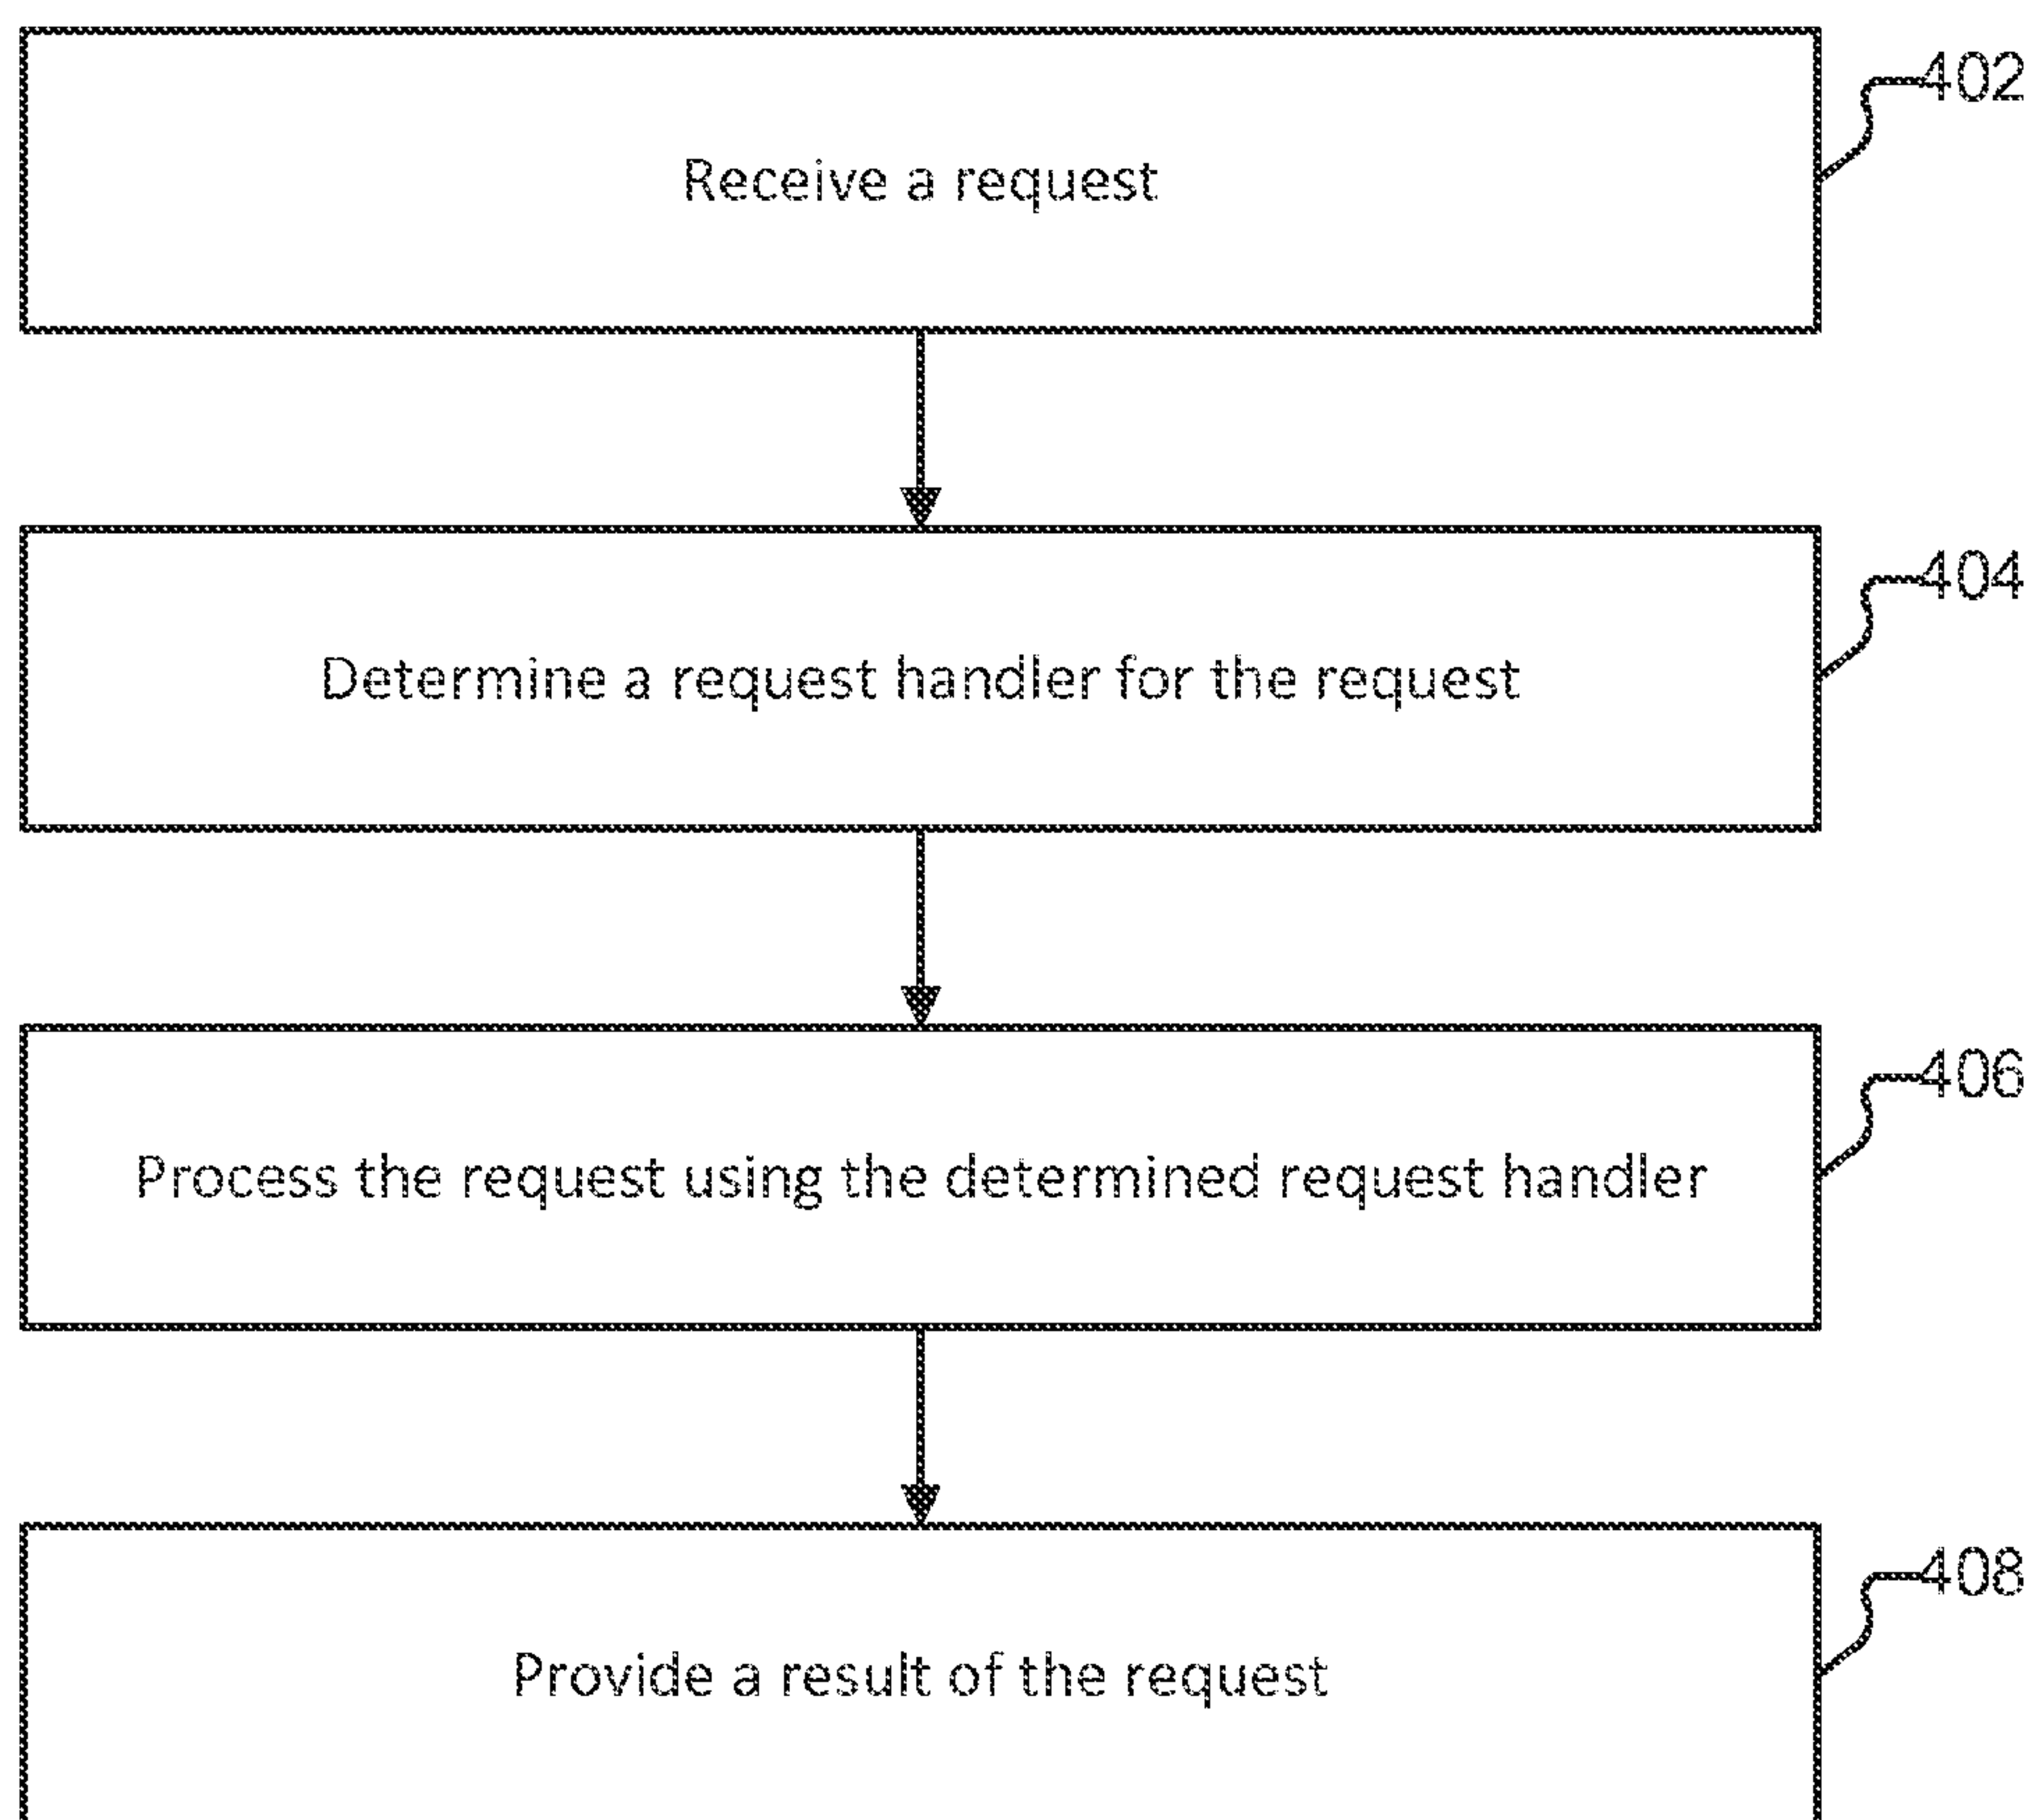 402
Receive a request
404
Determine a request handler for the request
406
Process the request using the determined request handler
408
Provide a result of the request